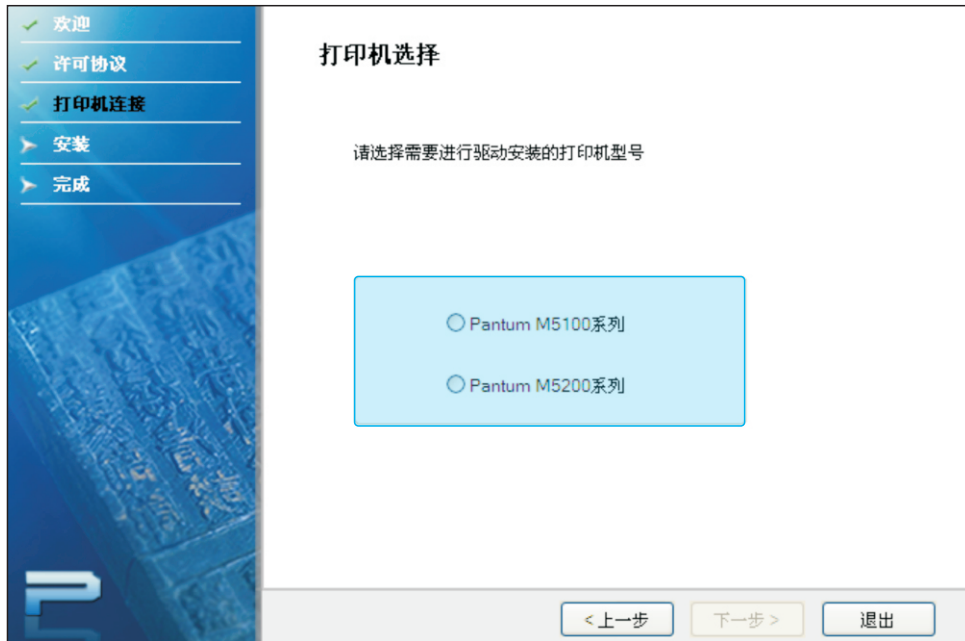 欢迎
许可协议
打印机连接
安装
完成
打印机选择
请选择需要进行驱动安装的打印机型号
Pantum M5100系列
Pantum M5200系列
<上一步
下一步>
退出